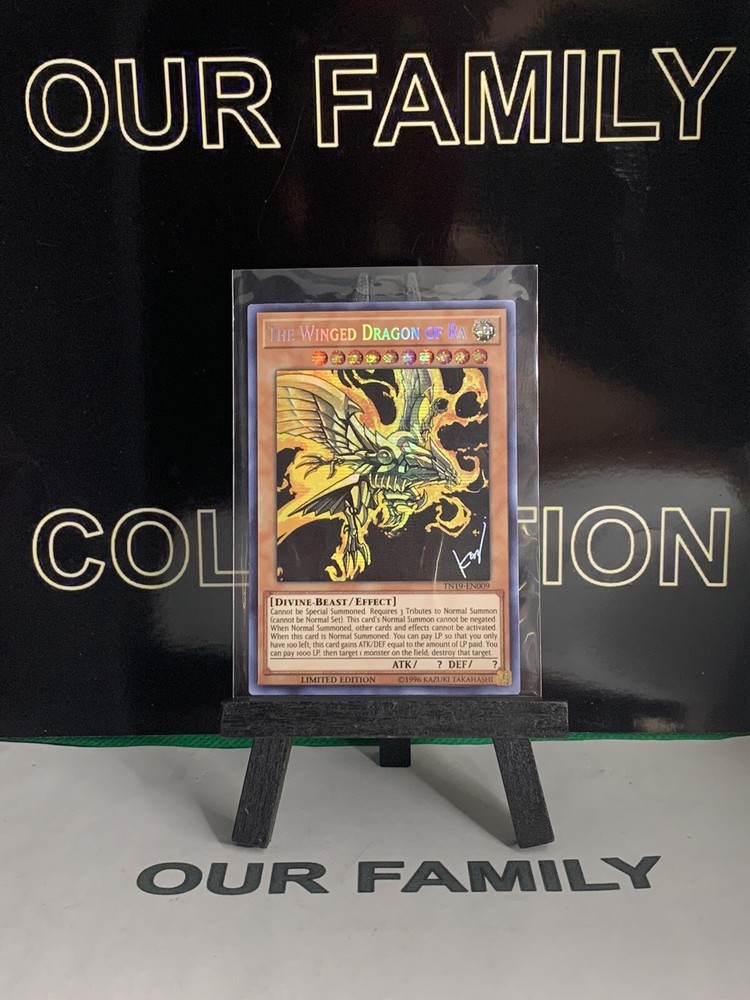 OUR FAMILY
THE WINGED DRAGON OF RA
COL TION
TN19-EN009
[DIVINE-BEAST/EFFECT]
Cannot be Special Summoned. Requires 3 Tributes to Normal Summon
(cannot be Normal Set). This card's Normal Summon cannot be negated.
When Normal Summoned, other cards and effects cannot be activated.
When this card is Normal Summoned: You can pay LP so that you only
have 100 left; this card gains ATK/DEF equal to the amount of LP paid. You
can pay 1000 LP, then target 1 monster on the field; destroy that target.
ATK/ ? DEF/ ?
LIMITED EDITION ©1996 KAZUKI TAKAHASHI
OUR FAMILY